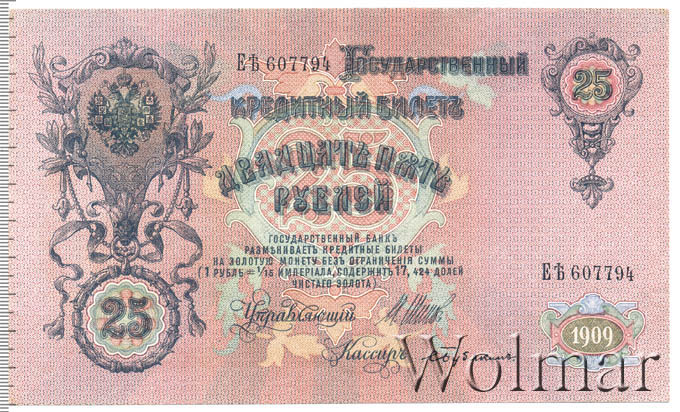 ЕѢ 607794 ГОСУДАРСТВЕННЫЙ
КРЕДИТНЫЙ БИЛЕТЪ
ДВАДЦАТЬ ПЯТЬ
РУБЛЕЙ
25
ГОСУДАРСТВЕННЫЙ БАНКЪ
РАЗМѢНИВАЕТЪ КРЕДИТНЫЕ БИЛЕТЫ
НА ЗОЛОТУЮ МОНЕТУ БЕЗЪ ОГРАНИЧЕНІЯ СУММЫ
(1 РУБЛЬ = 1/15 ИМПЕРІАЛА, СОДЕРЖИТЪ 17, 424 ДОЛЕЙ
ЧИСТАГО ЗОЛОТА)
ЕѢ 607794
25
Управляющій
Кассиръ
1909
Wolmar